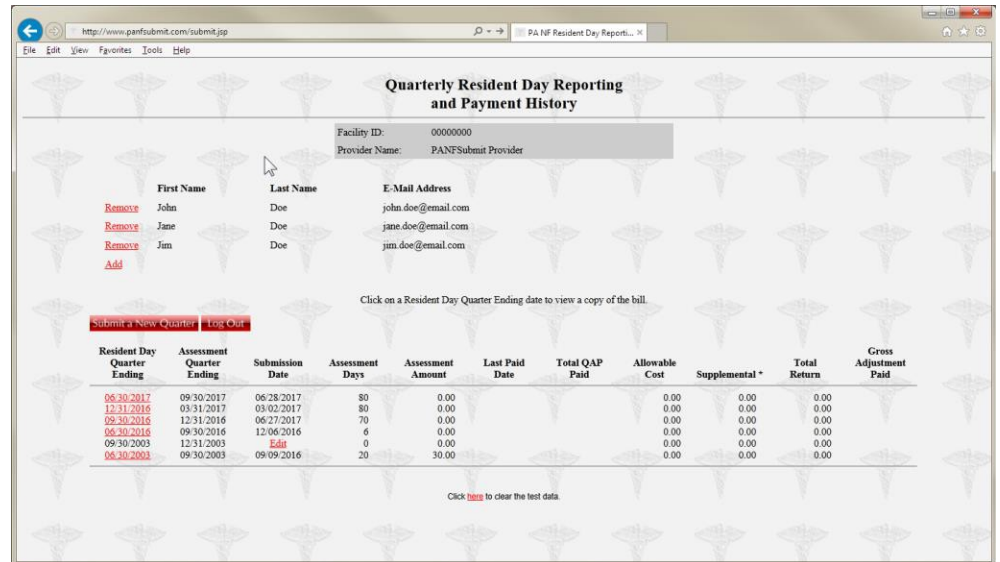 http://www.panfsubmit.com/submit.jsp
PA NF Resident Day Reporti...
File Edit View Favorites Tools Help
Quarterly Resident Day Reporting
and Payment History
Facility ID: 00000000
Provider Name: PANFSubmit Provider
First Name Last Name E-Mail Address
Remove John Doe john.doe@email.com
Remove Jane Doe jane.doe@email.com
Remove Jim Doe jim.doe@email.com
Add
Click on a Resident Day Quarter Ending date to view a copy of the bill.
Submit a New Quarter Log Out
Resident Day Quarter Ending Assessment Quarter Ending Submission Date Assessment Days Assessment Amount Last Paid Date Total QAP Paid Allowable Cost Supplemental * Total Return Gross Adjustment Paid
06/30/2017 09/30/2017 06/28/2017 80 0.00 0.00 0.00 0.00
12/31/2016 03/31/2017 03/02/2017 80 0.00 0.00 0.00 0.00
09/30/2016 12/31/2016 06/27/2017 70 0.00 0.00 0.00 0.00
06/30/2016 09/30/2016 12/06/2016 6 0.00 0.00 0.00 0.00
09/30/2003 12/31/2003 Edit 0 0.00 0.00 0.00 0.00
06/30/2003 09/30/2003 09/09/2016 20 30.00 0.00 0.00 0.00
Click here to clear the test data.